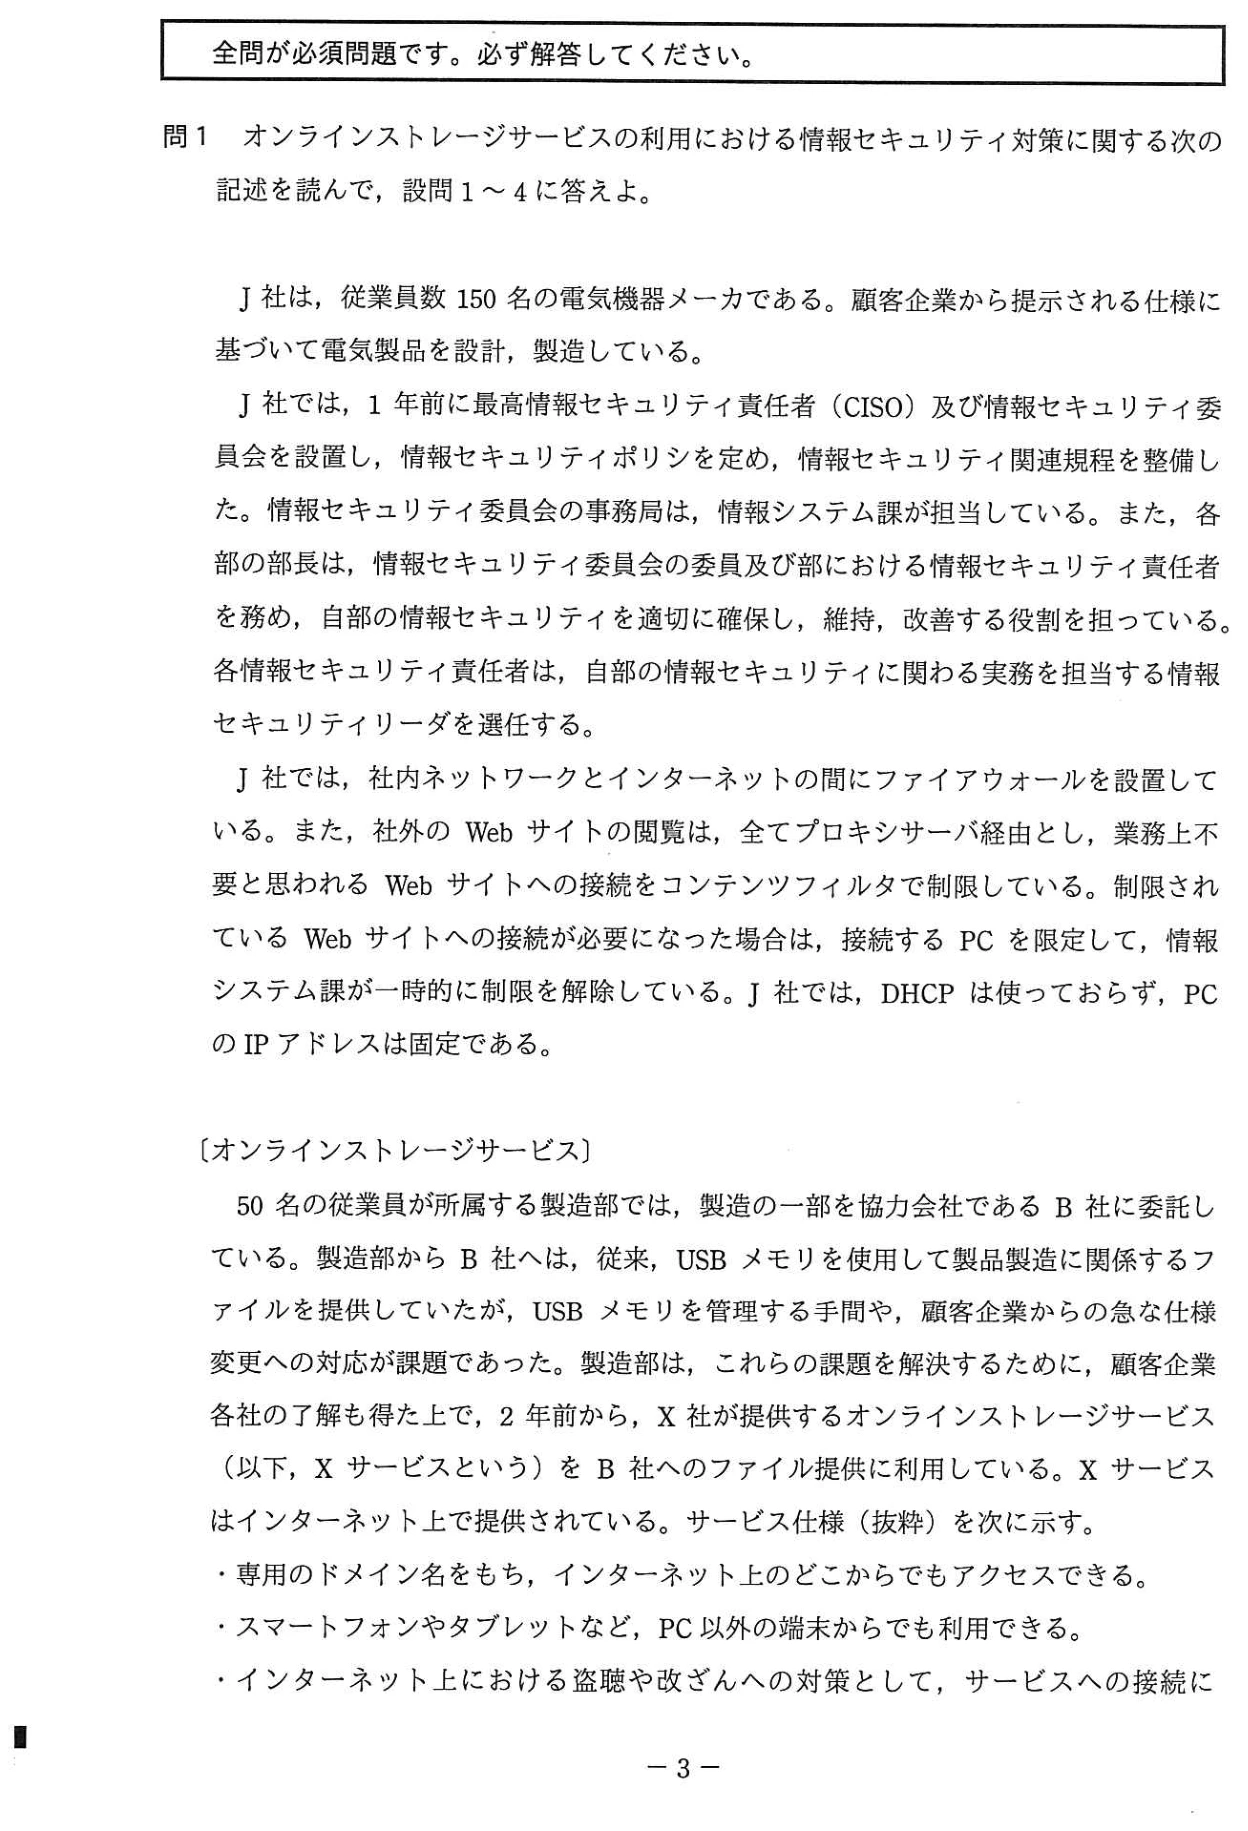 全問が必須問題です。必ず解答してください。
問1 オンラインストレージサービスの利用における情報セキュリティ対策に関する次の
記述を読んで，設問 1～4 に答えよ。
J 社は，従業員数 150 名の電気機器メーカである。顧客企業から提示される仕様に
基づいて電気製品を設計，製造している。
J 社では，1 年前に最高情報セキュリティ責任者（CISO）及び情報セキュリティ委
員会を設置し，情報セキュリティポリシを定め，情報セキュリティ関連規程を整備し
た。情報セキュリティ委員会の事務局は，情報システム課が担当している。また，各
部の部長は，情報セキュリティ委員会の委員及び部における情報セキュリティ責任者
を務め，自部の情報セキュリティを適切に確保し，維持，改善する役割を担っている。
各情報セキュリティ責任者は，自部の情報セキュリティに関わる実務を担当する情報
セキュリティリーダを選任する。
J 社では，社内ネットワークとインターネットの間にファイアウォールを設置して
いる。また，社外の Web サイトの閲覧は，全てプロキシサーバ経由とし，業務上不
要と思われる Web サイトへの接続をコンテンツフィルタで制限している。制限され
ている Web サイトへの接続が必要になった場合は，接続する PC を限定して，情報
システム課が一時的に制限を解除している。J 社では，DHCP は使っておらず，PC
の IP アドレスは固定である。
〔オンラインストレージサービス〕
50 名の従業員が所属する製造部では，製造の一部を協力会社である B 社に委託し
ている。製造部から B 社へは，従来，USB メモリを使用して製品製造に関係するフ
ァイルを提供していたが，USB メモリを管理する手間や，顧客企業からの急な仕様
変更への対応が課題であった。製造部は，これらの課題を解決するために，顧客企業
各社の了解も得た上で，2 年前から，X 社が提供するオンラインストレージサービス
（以下，X サービスという）を B 社へのファイル提供に利用している。X サービス
はインターネット上で提供されている。サービス仕様（抜粋）を次に示す。
・専用のドメイン名をもち，インターネット上のどこからでもアクセスできる。
・スマートフォンやタブレットなど，PC 以外の端末からでも利用できる。
・インターネット上における盗聴や改ざんへの対策として，サービスへの接続に
－ 3 －